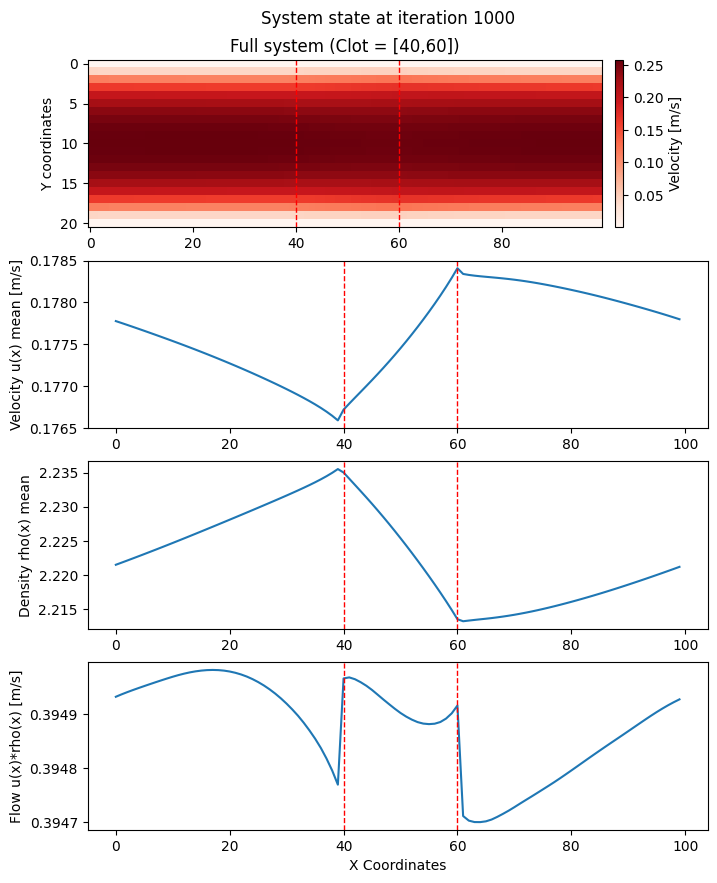 System state at iteration 1000
Full system (Clot = [40,60])
Y coordinates
0
5
10
15
20
0 20 40 60 80
0.25
0.20
0.15
0.10
0.05
Velocity [m/s]
Velocity u(x) mean [m/s]
0.1785
0.1780
0.1775
0.1770
0.1765
0 20 40 60 80 100
Density rho(x) mean
2.235
2.230
2.225
2.220
2.215
0 20 40 60 80 100
Flow u(x)*rho(x) [m/s]
0.3949
0.3948
0.3947
0 20 40 60 80 100
X Coordinates